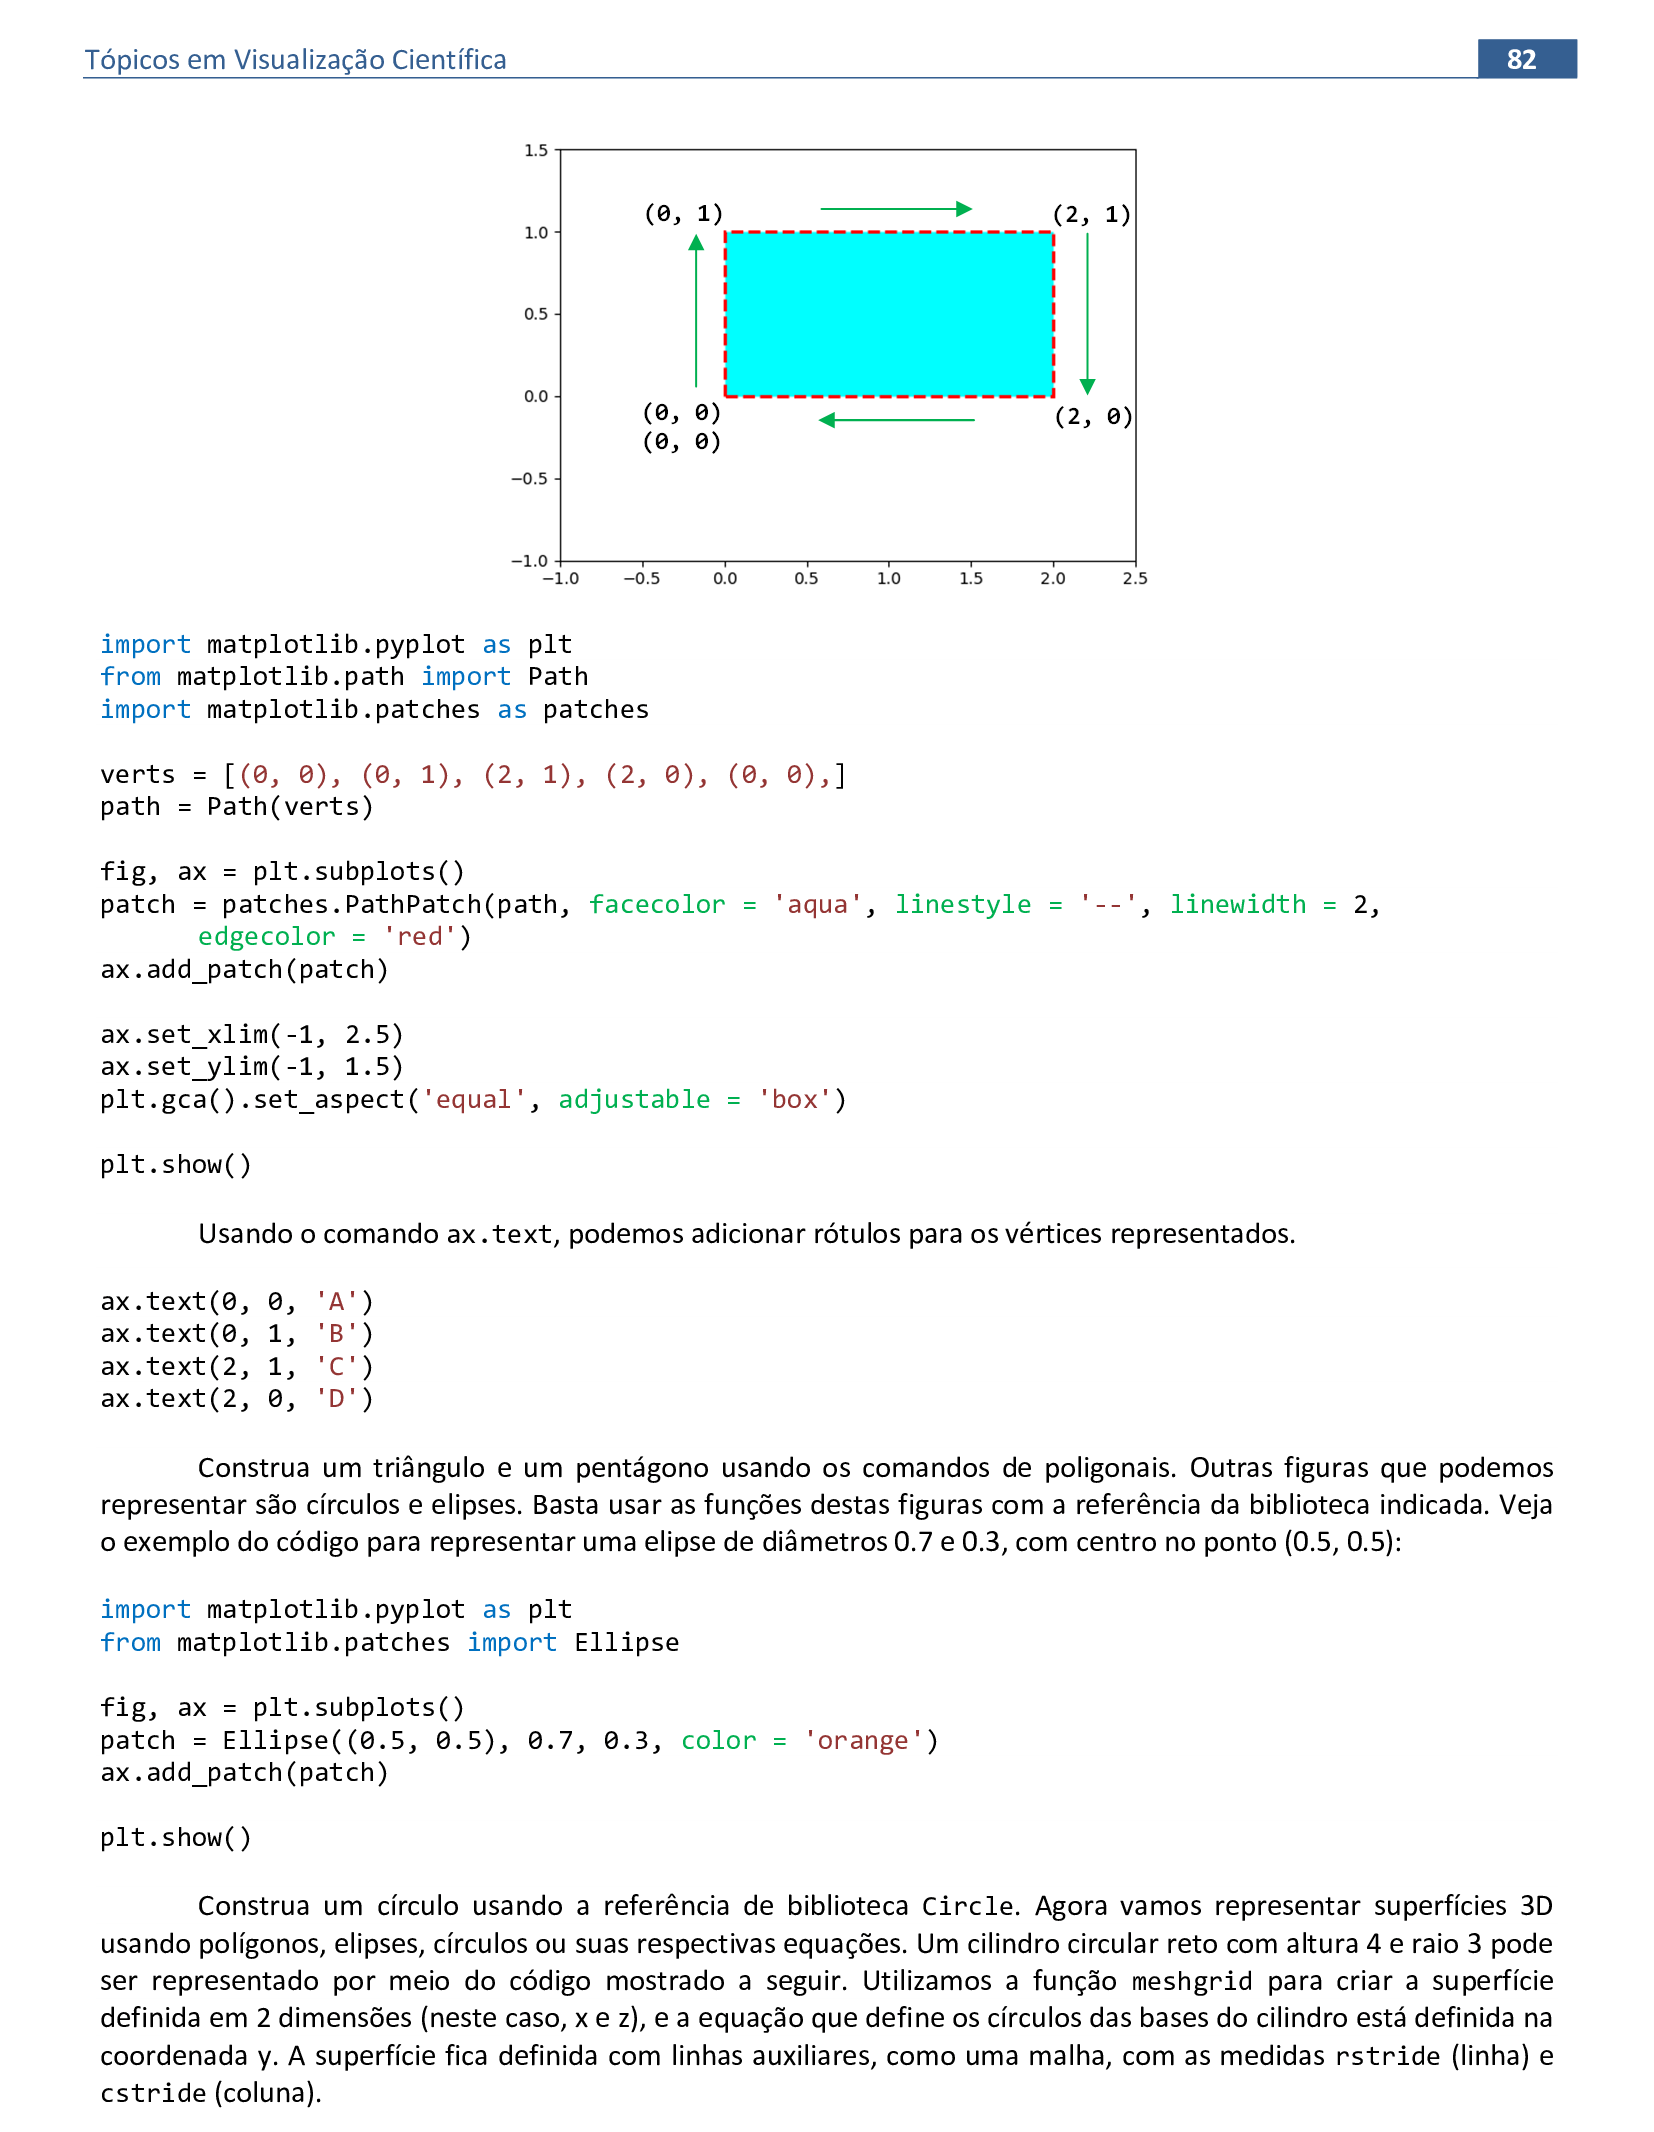 Tópicos em Visualização Científica 82
1.5
(0, 1) (2, 1)
1.0
0.5
0.0
(0, 0) (2, 0)
(0, 0)
−0.5
−1.0
−1.0 −0.5 0.0 0.5 1.0 1.5 2.0 2.5
import matplotlib.pyplot as plt
from matplotlib.path import Path
import matplotlib.patches as patches
verts = [(0, 0), (0, 1), (2, 1), (2, 0), (0, 0),]
path = Path(verts)
fig, ax = plt.subplots()
patch = patches.PathPatch(path, facecolor = 'aqua', linestyle = '--', linewidth = 2,
edgecolor = 'red')
ax.add_patch(patch)
ax.set_xlim(-1, 2.5)
ax.set_ylim(-1, 1.5)
plt.gca().set_aspect('equal', adjustable = 'box')
plt.show()
Usando o comando ax.text, podemos adicionar rótulos para os vértices representados.
ax.text(0, 0, 'A')
ax.text(0, 1, 'B')
ax.text(2, 1, 'C')
ax.text(2, 0, 'D')
Construa um triângulo e um pentágono usando os comandos de poligonais. Outras figuras que podemos
representar são círculos e elipses. Basta usar as funções destas figuras com a referência da biblioteca indicada. Veja
o exemplo do código para representar uma elipse de diâmetros 0.7 e 0.3, com centro no ponto (0.5, 0.5):
import matplotlib.pyplot as plt
from matplotlib.patches import Ellipse
fig, ax = plt.subplots()
patch = Ellipse((0.5, 0.5), 0.7, 0.3, color = 'orange')
ax.add_patch(patch)
plt.show()
Construa um círculo usando a referência de biblioteca Circle. Agora vamos representar superfícies 3D
usando polígonos, elipses, círculos ou suas respectivas equações. Um cilindro circular reto com altura 4 e raio 3 pode
ser representado por meio do código mostrado a seguir. Utilizamos a função meshgrid para criar a superfície
definida em 2 dimensões (neste caso, x e z), e a equação que define os círculos das bases do cilindro está definida na
coordenada y. A superfície fica definida com linhas auxiliares, como uma malha, com as medidas rstride (linha) e
cstride (coluna).